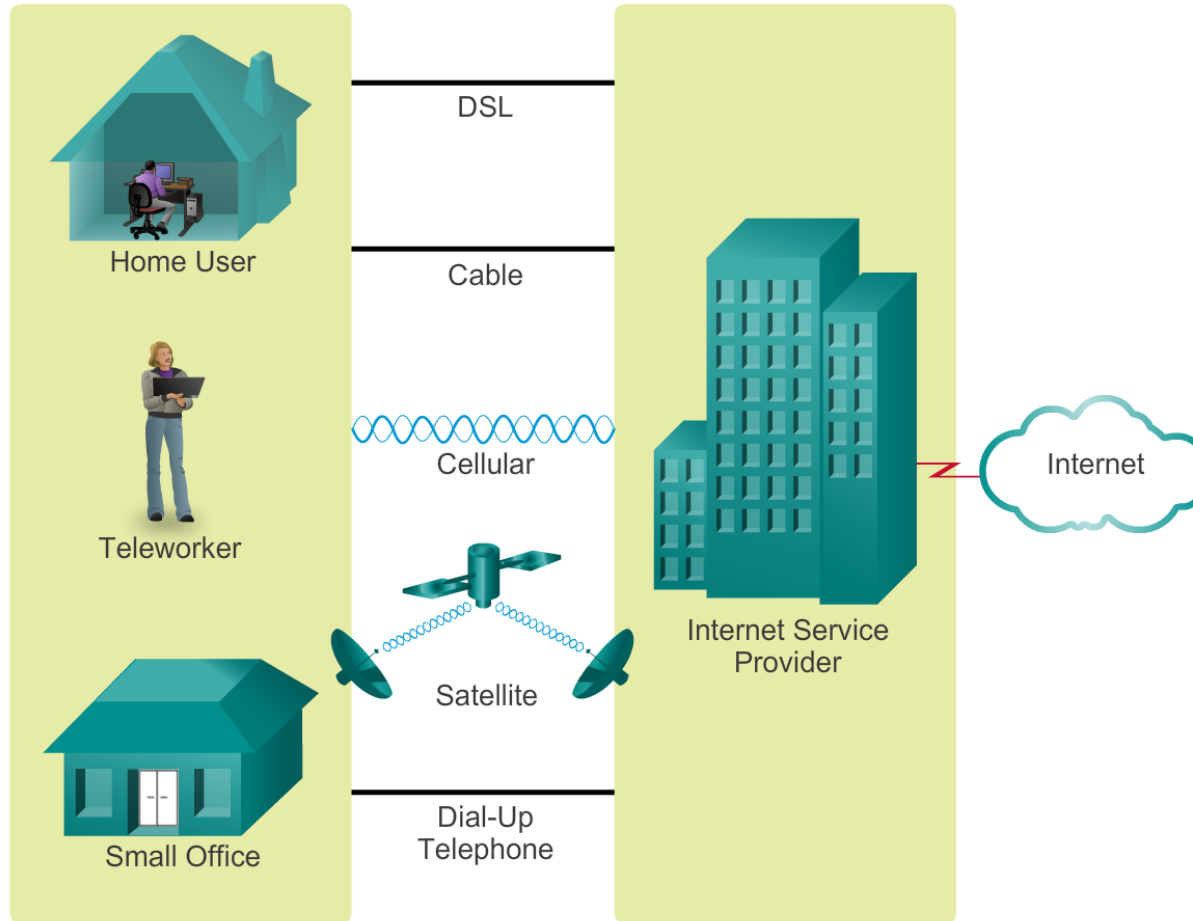 DSL
Home User
Cable
Cellular
Internet
Teleworker
Internet Service
Provider
Satellite
Dial-Up
Telephone
Small Office